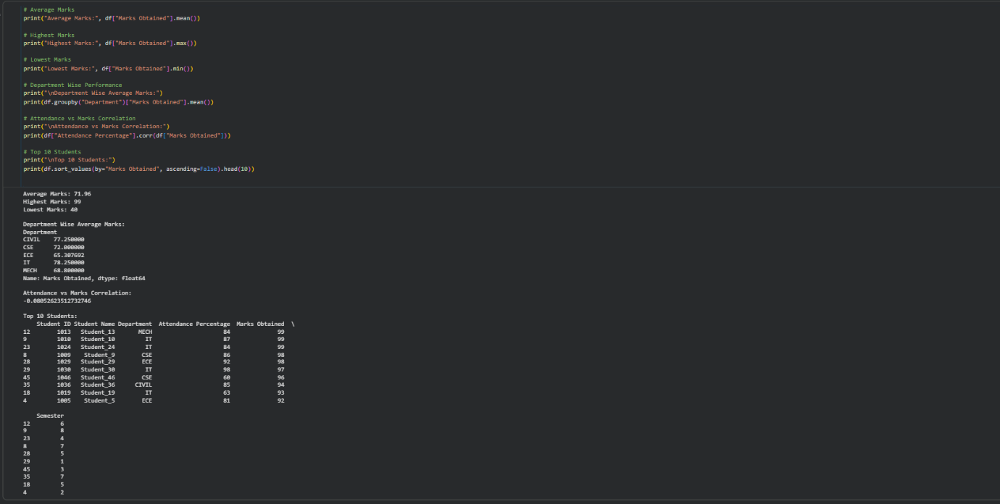 # Average Marks
print("Average Marks:", df["Marks Obtained"].mean())
# Highest Marks
print("Highest Marks:", df["Marks Obtained"].max())
# Lowest Marks
print("Lowest Marks:", df["Marks Obtained"].min())
# Department Wise Performance
print("\nDepartment Wise Average Marks:")
print(df.groupby("Department")["Marks Obtained"].mean())
# Attendance vs Marks Correlation
print("\nAttendance vs Marks Correlation:")
print(df["Attendance Percentage"].corr(df["Marks Obtained"]))
# Top 10 Students
print("\nTop 10 Students:")
print(df.sort_values(by="Marks Obtained", ascending=False).head(10))
Average Marks: 71.96
Highest Marks: 99
Lowest Marks: 40
Department Wise Average Marks:
Department
CIVIL 77.250000
CSE 72.000000
ECE 65.307692
IT 78.250000
MECH 68.800000
Name: Marks Obtained, dtype: float64
Attendance vs Marks Correlation:
-0.08052623512732746
Top 10 Students:
Student ID Student Name Department Attendance Percentage Marks Obtained \
12 1013 Student_13 MECH 84 99
9 1010 Student_10 IT 87 99
23 1024 Student_24 IT 84 99
8 1009 Student_9 CSE 86 98
28 1029 Student_29 ECE 92 98
29 1030 Student_30 IT 98 97
45 1046 Student_46 CSE 60 96
35 1036 Student_36 CIVIL 85 94
18 1019 Student_19 IT 63 93
4 1005 Student_5 ECE 81 92
Semester
12 6
9 8
23 4
8 7
28 5
29 1
45 3
35 7
18 5
4 2